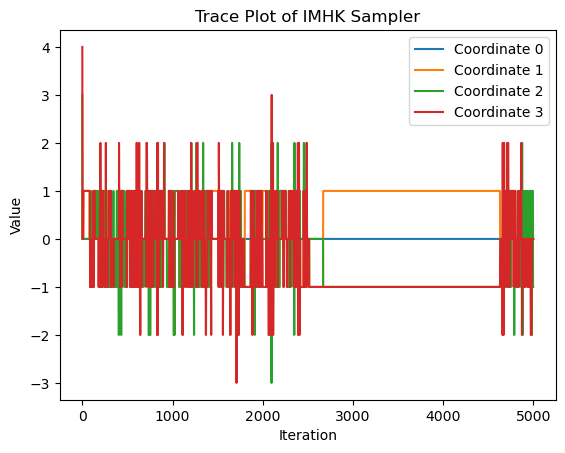 Trace Plot of IMHK Sampler
Coordinate 0
Coordinate 1
Coordinate 2
Coordinate 3
Value
4
3
2
1
0
−1
−2
−3
0 1000 2000 3000 4000 5000
Iteration